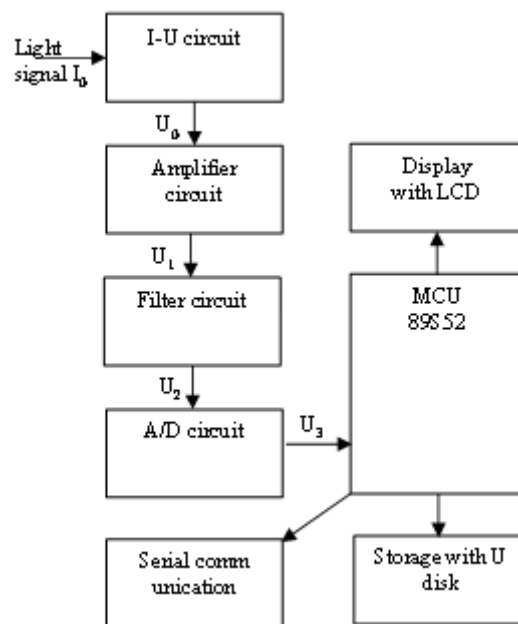 Light
signal I₀
I-U circuit
U₀
Amplifier
circuit
U₁
Filter circuit
U₂
A/D circuit
U₃
Display
with LCD
MCU
89S52
Serial comm
unication
Storage with U
disk